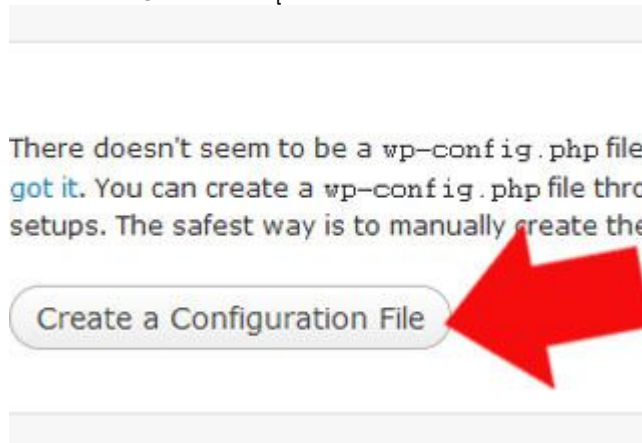 There doesn't seem to be a wp-config.php file
got it. You can create a wp-config.php file thro
setups. The safest way is to manually create the
Create a Configuration File